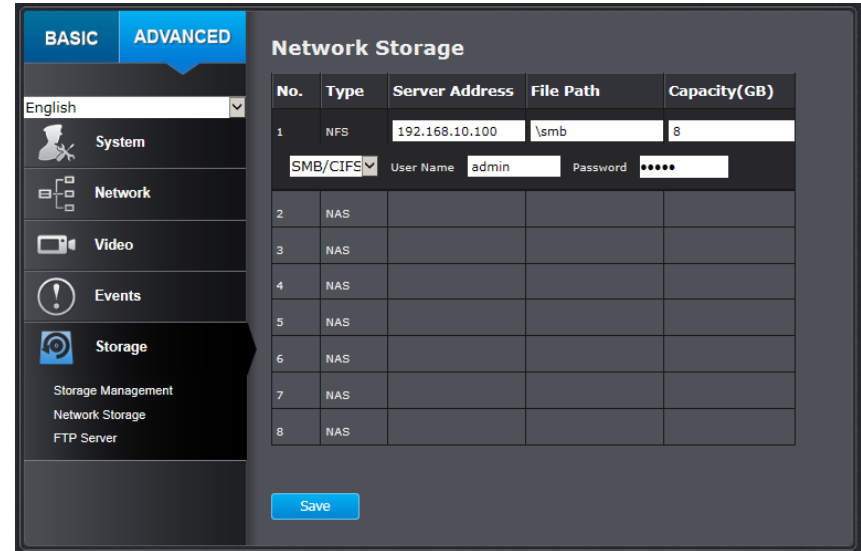 BASIC ADVANCED
Network Storage
English
System
Network
Video
Events
Storage
Storage Management
Network Storage
FTP Server
No. Type Server Address File Path Capacity(GB)
1 NFS 192.168.10.100 \smb 8
SMB/CIFS User Name admin Password •••••
2 NAS
3 NAS
4 NAS
5 NAS
6 NAS
7 NAS
8 NAS
Save